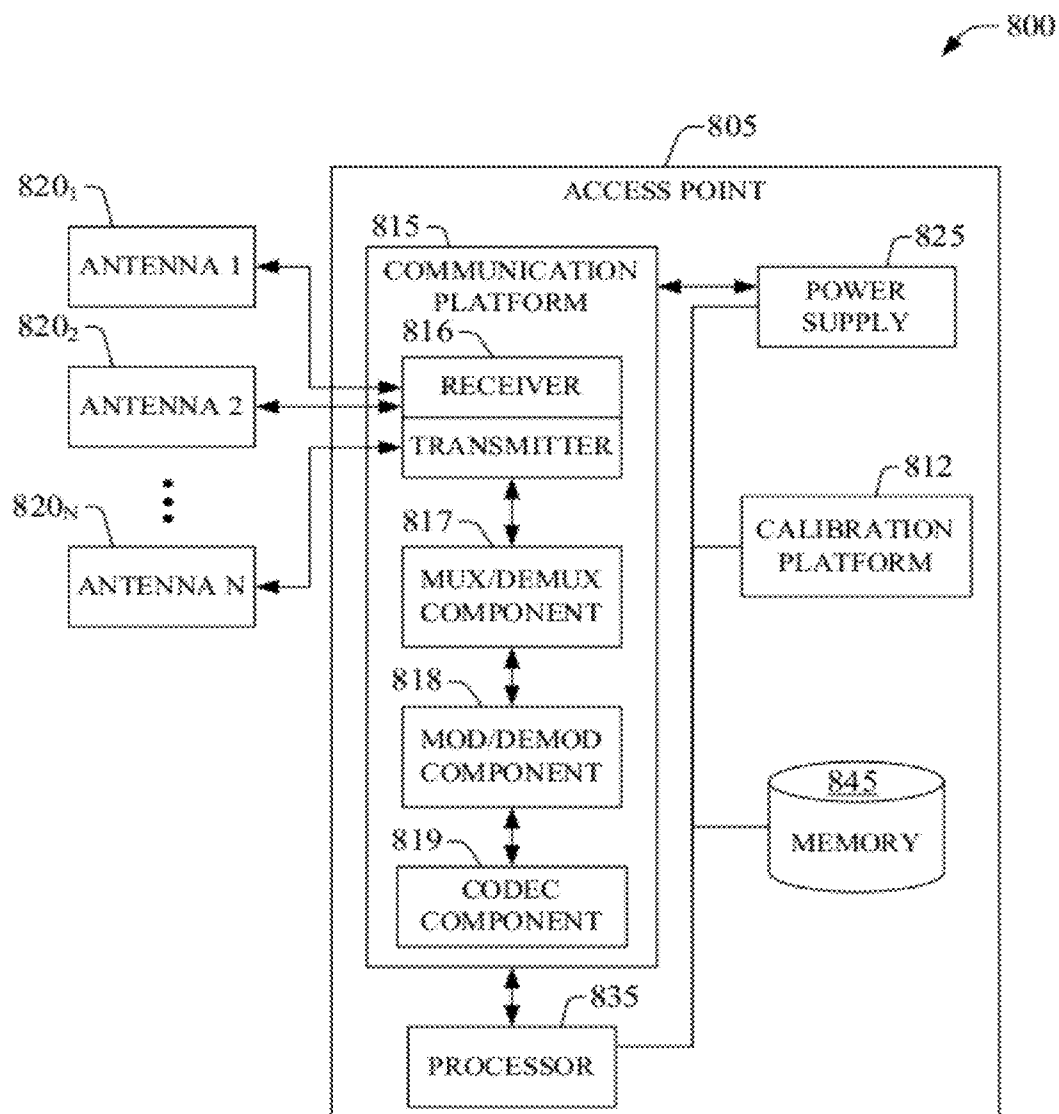 800
805
ACCESS POINT
820₁
ANTENNA 1
820₂
ANTENNA 2
820_N
ANTENNA N
815
COMMUNICATION
PLATFORM
816
RECEIVER
TRANSMITTER
817
MUX/DEMUX
COMPONENT
818
MOD/DEMOD
COMPONENT
819
CODEC
COMPONENT
825
POWER
SUPPLY
812
CALIBRATION
PLATFORM
845
MEMORY
835
PROCESSOR